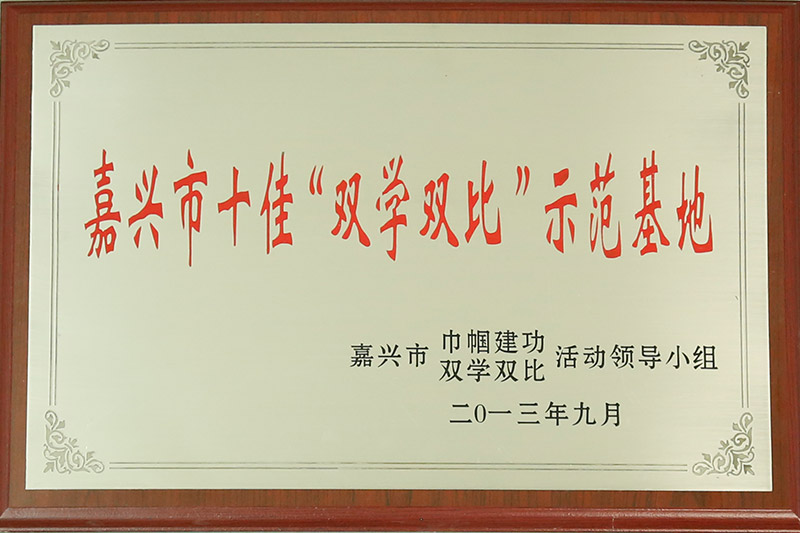 嘉兴市十佳“双学双比”示范基地
嘉兴市 巾帼建功 双学双比 活动领导小组
二0一三年九月